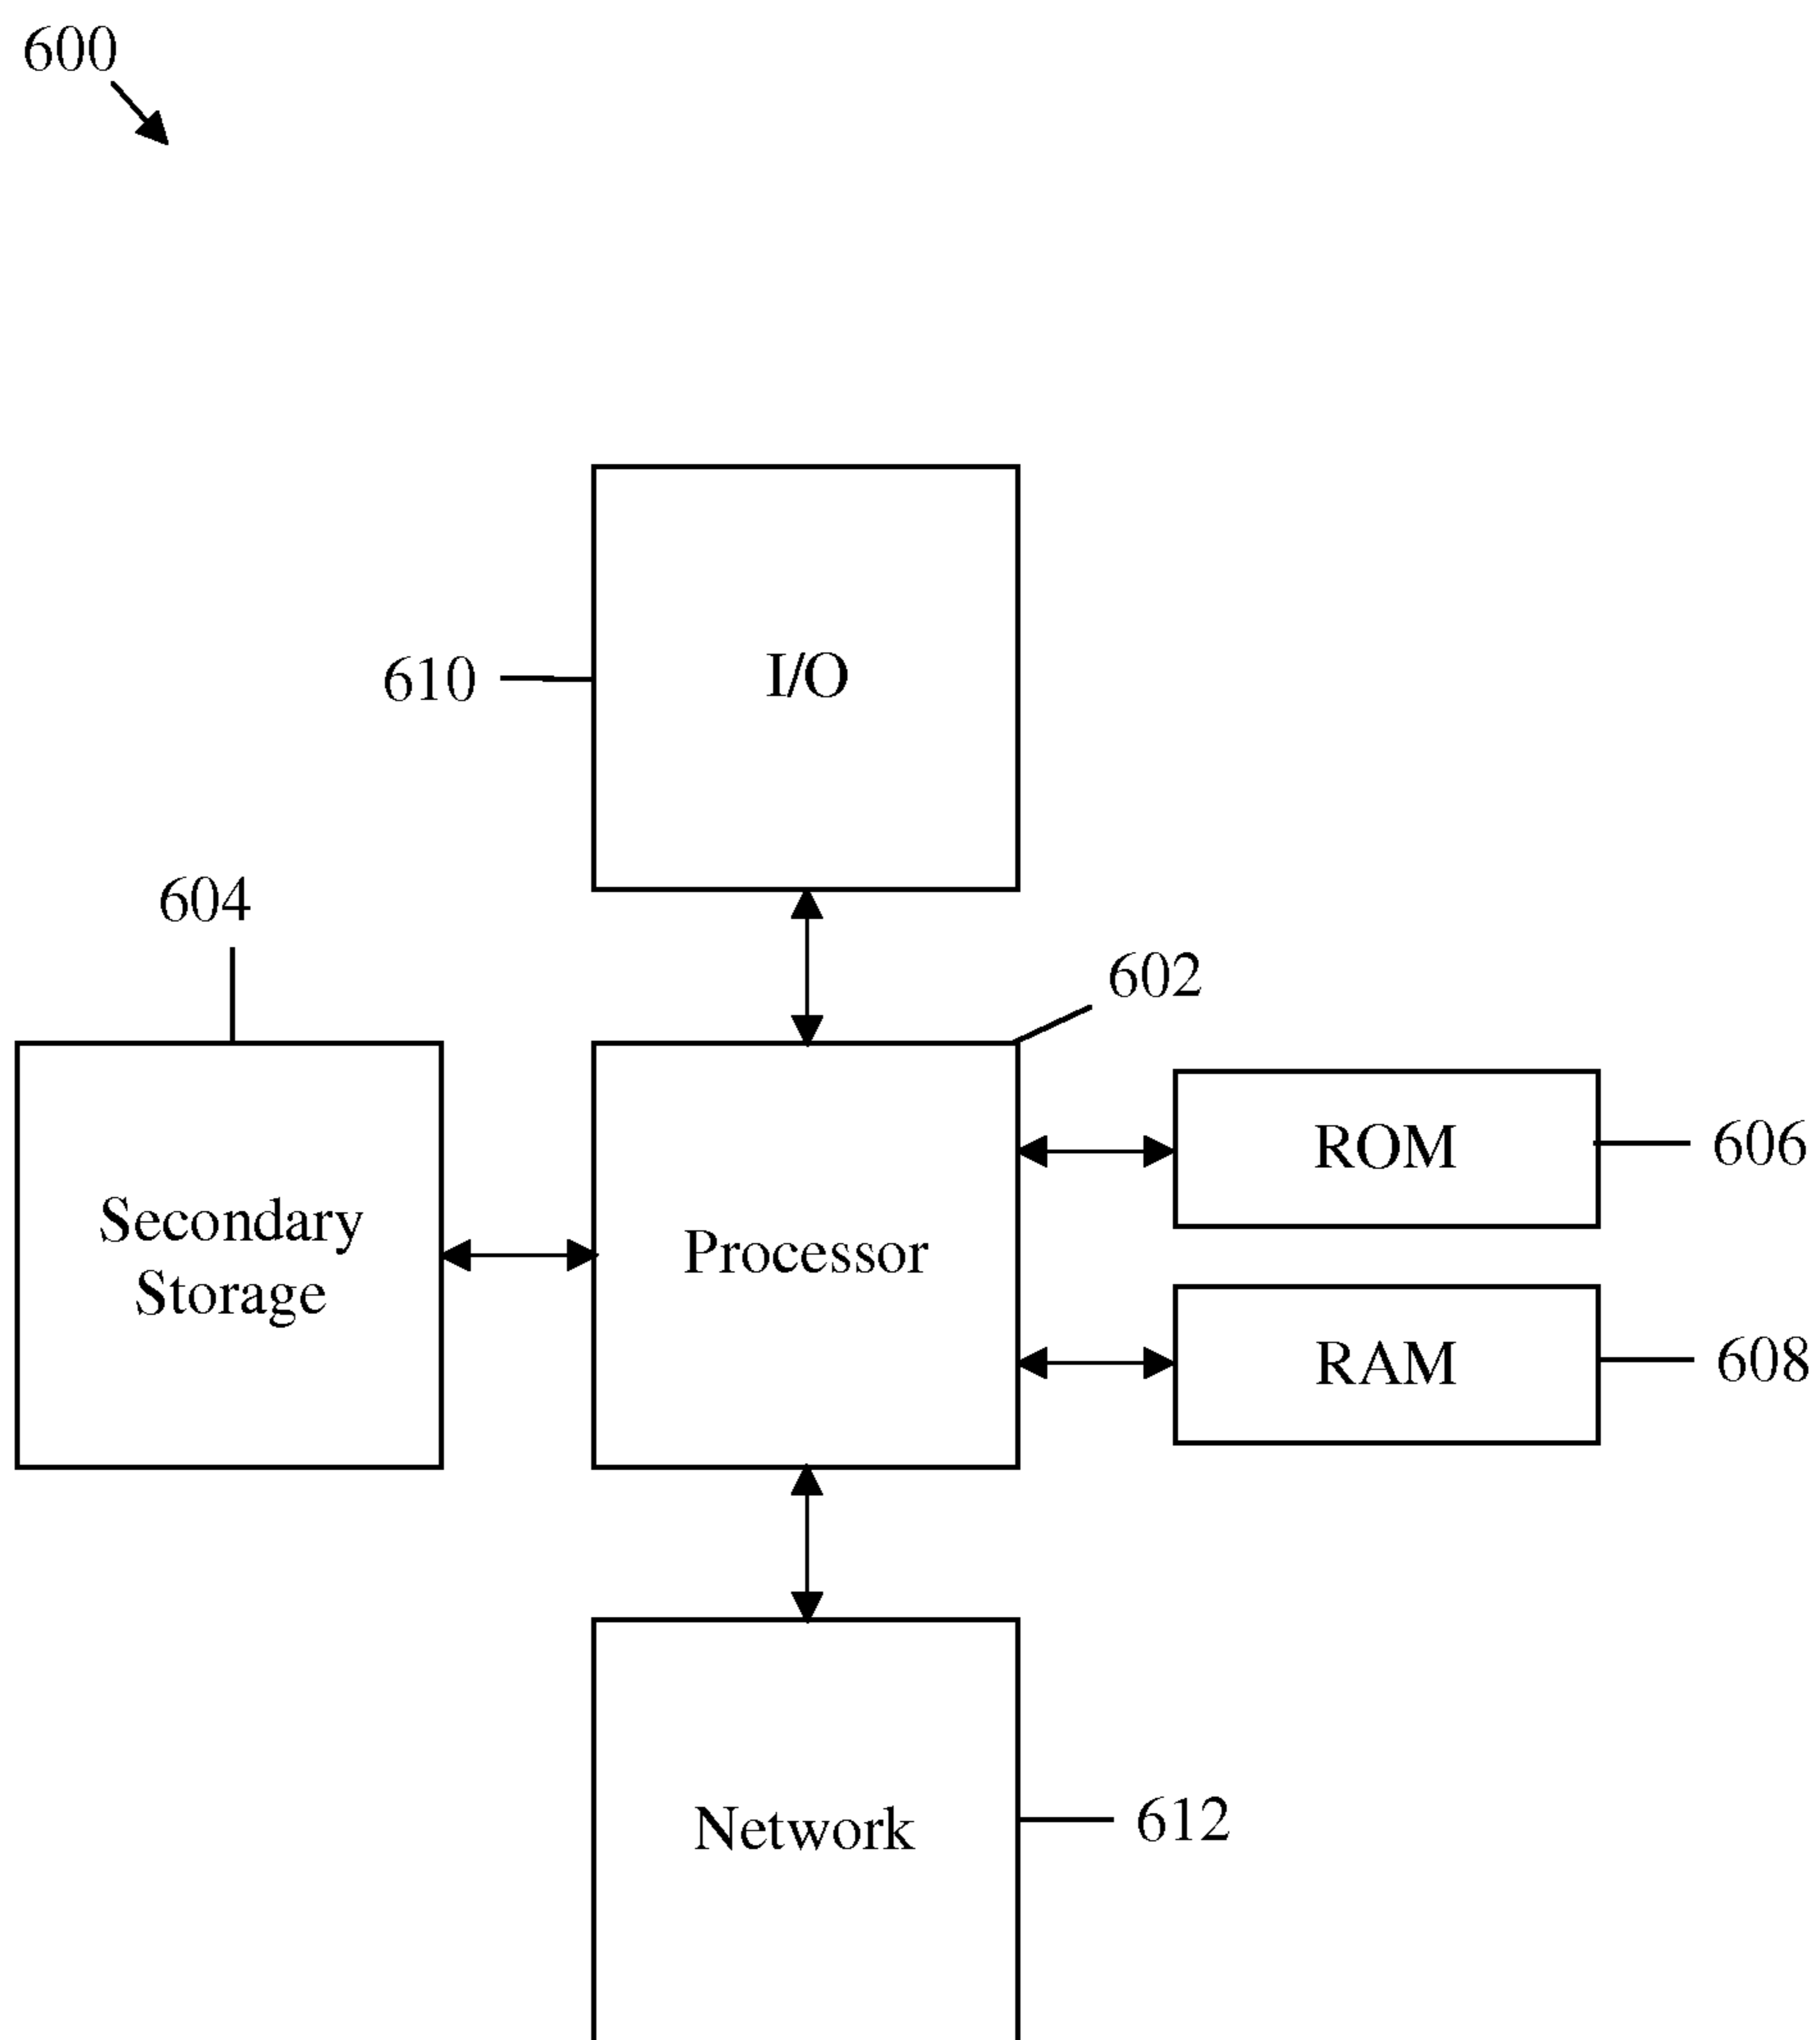 600
I/O
610
604
602
Secondary
Storage
Processor
ROM
606
RAM
608
Network
612